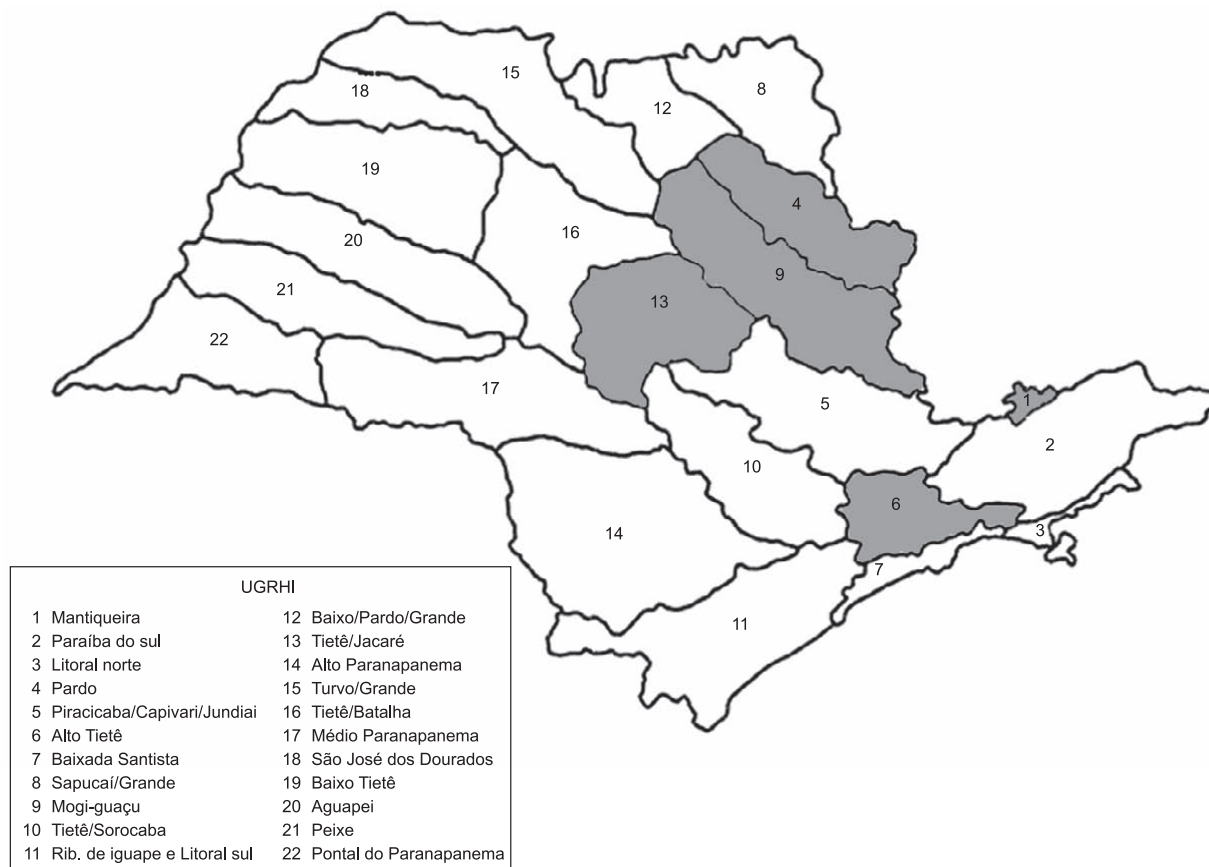 15
8
18
12
19
4
16
20
9
13
21
22
17
5
1
2
10
6
14
3
7
11
UGRHI
1 Mantiqueira
2 Paraíba do sul
3 Litoral norte
4 Pardo
5 Piracicaba/Capivari/Jundiai
6 Alto Tietê
7 Baixada Santista
8 Sapucaí/Grande
9 Mogi-guaçu
10 Tietê/Sorocaba
11 Rib. de iguape e Litoral sul
12 Baixo/Pardo/Grande
13 Tietê/Jacaré
14 Alto Paranapanema
15 Turvo/Grande
16 Tietê/Batalha
17 Médio Paranapanema
18 São José dos Dourados
19 Baixo Tietê
20 Aguapei
21 Peixe
22 Pontal do Paranapanema